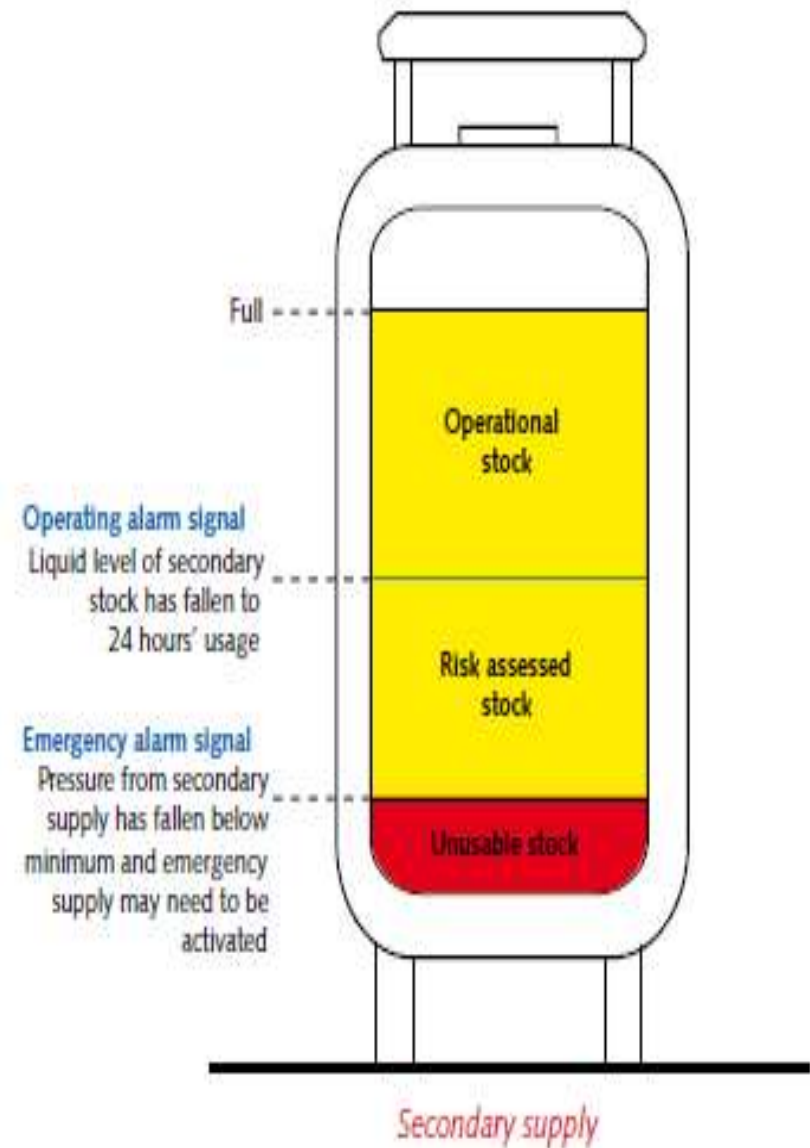 Full
Operational
stock
Operating alarm signal
Liquid level of secondary
stock has fallen to
24 hours’ usage
Risk assessed
stock
Emergency alarm signal
Pressure from secondary
supply has fallen below
minimum and emergency
supply may need to be
activated
Unusable stock
Secondary supply